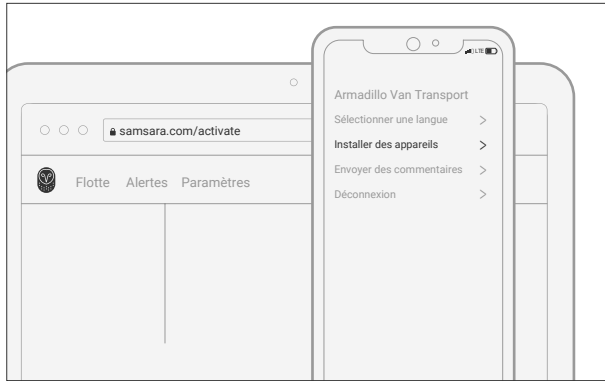 samsara.com/activate
Flotte Alertes Paramètres
LTE
Armadillo Van Transport
Sélectionner une langue
Installer des appareils
Envoyer des commentaires
Déconnexion